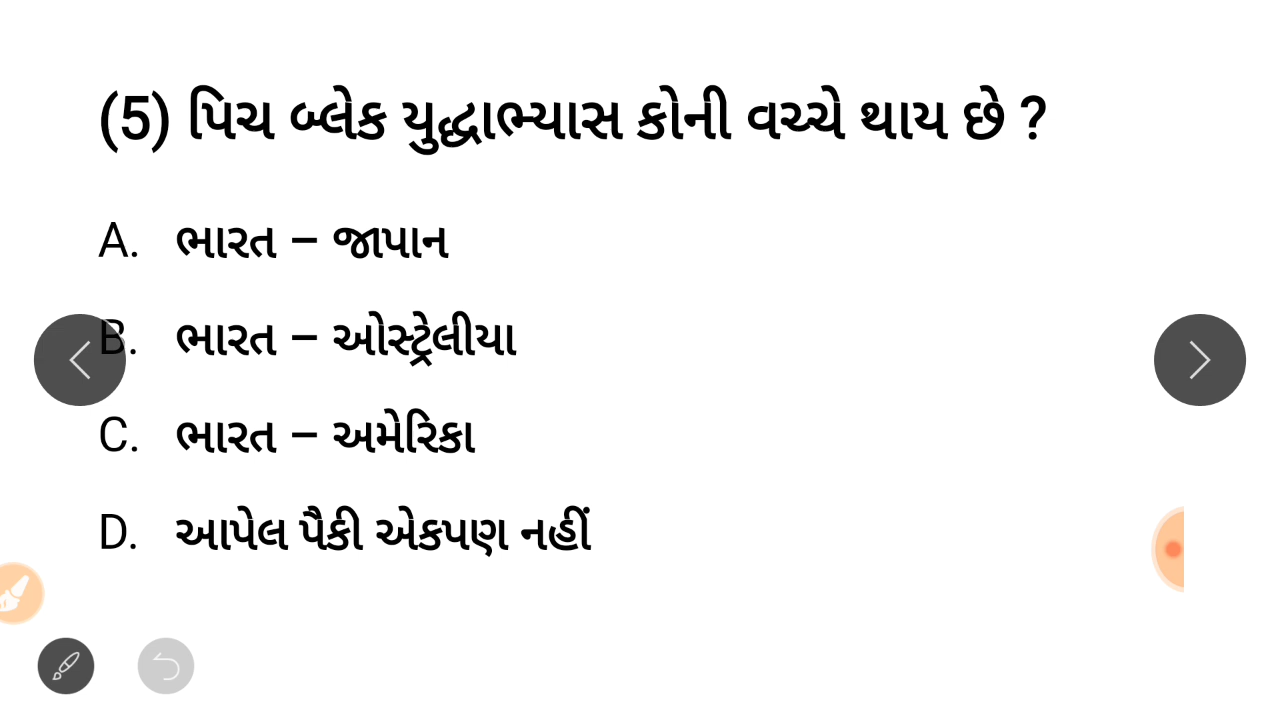 (5) પિચ બ્લેક યુદ્ધાભ્યાસ કોની વચ્ચે થાય છે ?
A. ભારત – જાપાન
B. ભારત – ઓસ્ટ્રેલીયા
C. ભારત – અમેરિકા
D. આપેલ પૈકી એકપણ નહીં